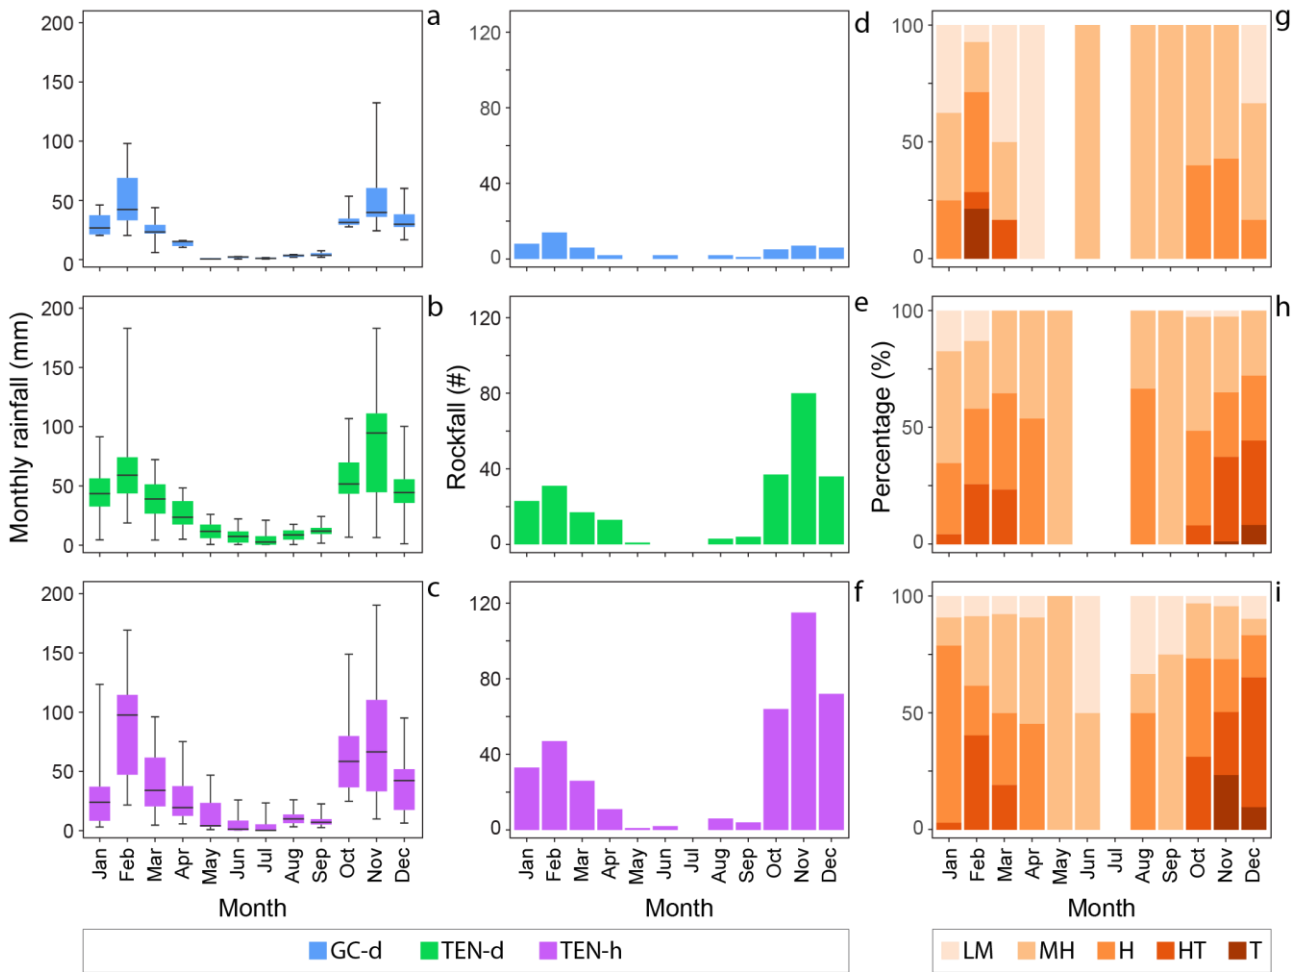 a
200
150
100
50
0
d
120
80
40
0
g
100
50
0
b
200
150
100
50
0
e
120
80
40
0
h
100
50
0
c
200
150
100
50
0
f
120
80
40
0
i
100
50
0
Monthly rainfall (mm)
Rockfall (#)
Percentage (%)
Jan Feb Mar Apr May Jun Jul Aug Sep Oct Nov Dec
Jan Feb Mar Apr May Jun Jul Aug Sep Oct Nov Dec
Jan Feb Mar Apr May Jun Jul Aug Sep Oct Nov Dec
Month Month Month
GC-d TEN-d TEN-h
LM MH H HT T